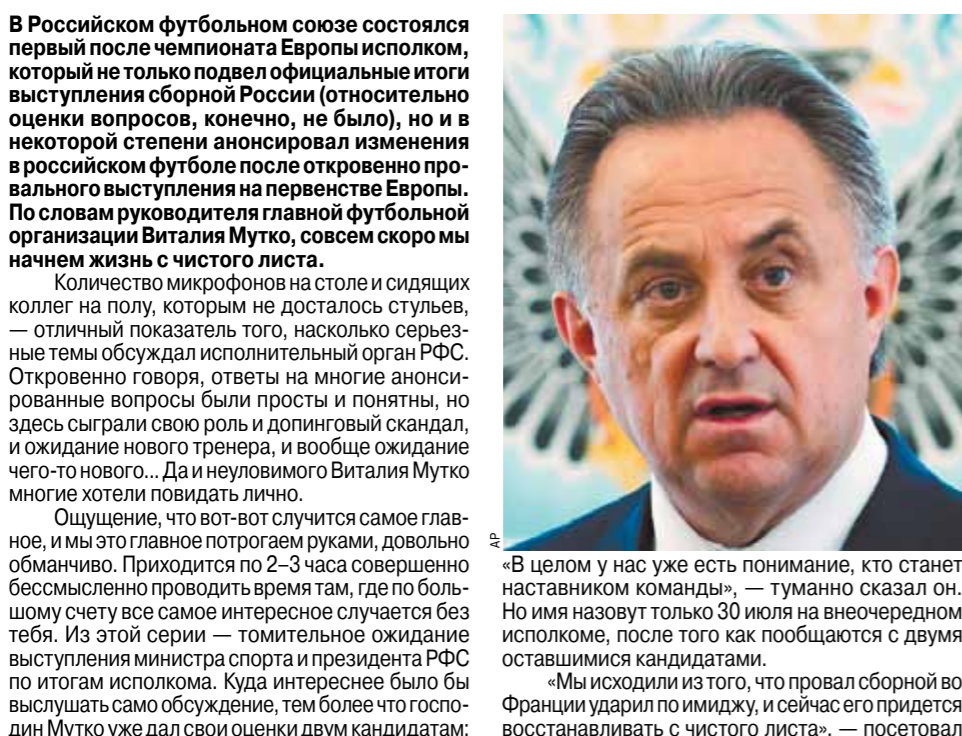 В Российском футбольном союзе состоялся
первый после чемпионата Европы исполком,
который не только подвел официальные итоги
выступления сборной России (относительно
оценки вопросов, конечно, не было), но и в
некоторой степени анонсировал изменения
в российском футболе после откровенно про-
вального выступления на первенстве Европы.
По словам руководителя главной футбольной
организации Виталия Мутко, совсем скоро мы
начнем жизнь с чистого листа.
Количество микрофонов на столе и сидящих
коллег на полу, которым не досталось стульев,
— отличный показатель того, насколько серьез-
ные темы обсуждал исполнительный орган РФС.
Откровенно говоря, ответы на многие анонси-
рованные вопросы были просты и понятны, но
здесь сыграли свою роль и допинговый скандал,
и ожидание нового тренера, и вообще ожидание
чего-то нового... Да и неуловимого Виталия Мутко
многие хотели повидать лично.
Ощущение, что вот-вот случится самое глав-
ное, и мы это главное потрогаем руками, довольно
обманчиво. Приходится по 2–3 часа совершенно
бессмысленно проводить время там, где по боль-
шому счету все самое интересное случается без
тебя. Из этой серии — томительное ожидание
выступления министра спорта и президента РФС
по итогам исполкома. Куда интереснее было бы
выслушать само обсуждение, тем более что госпо-
дин Мутко уже дал свои оценки двум кандидатам:
AP
«В целом у нас уже есть понимание, кто станет
наставником команды», — туманно сказал он.
Но имя назовут только 30 июля на внеочередном
исполкоме, после того как пообщаются с двумя
оставшимися кандидатами.
«Мы исходили из того, что провал сборной во
Франции ударил по имиджу, и сейчас его придется
восстанавливать с чистого листа», — посетовал